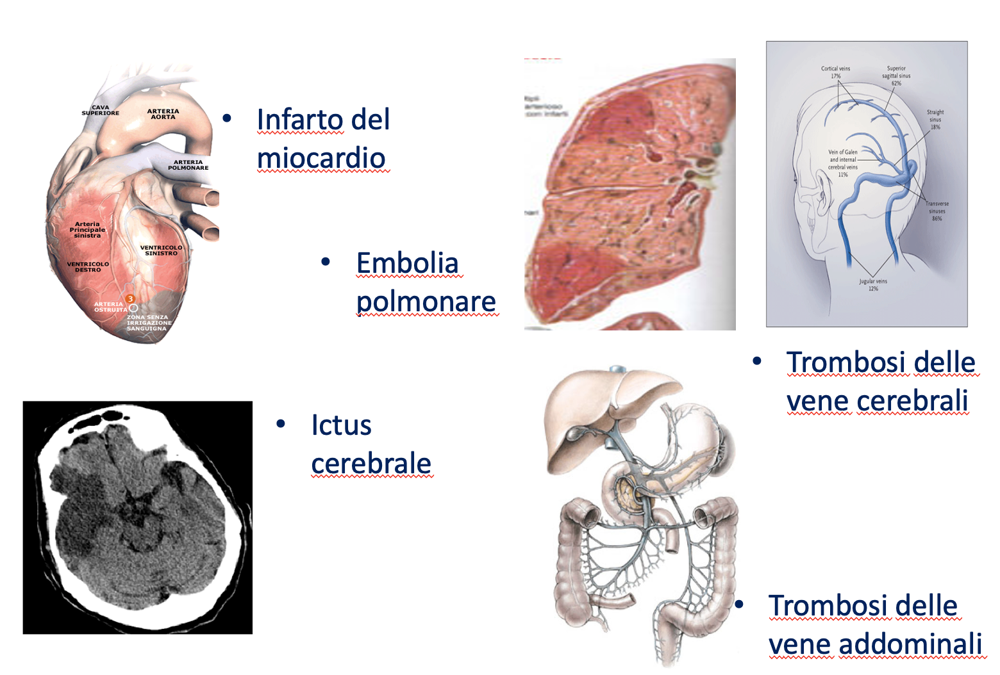 CAVA
SUPERIORE
ARTERIA
AORTA
ARTERIA
POLMONARE
Arteria
Principale
sinistra
VENTRICOLO
SINISTRO
VENTRICOLO
DESTRO
3
ARTERIA
OSTRUITA
ZONA SENZA
IRRIGAZIONE
SANGUIGNA
• Infarto del
miocardio
• Embolia
polmonare
arterioso
con infarti
Cortical veins
17%
Superior
sagittal sinus
62%
Straight
sinus
18%
Vein of Galen
and internal
cerebral veins
11%
Transverse
sinuses
86%
Jugular veins
12%
• Trombosi delle
vene cerebrali
• Ictus
cerebrale
• Trombosi delle
vene addominali